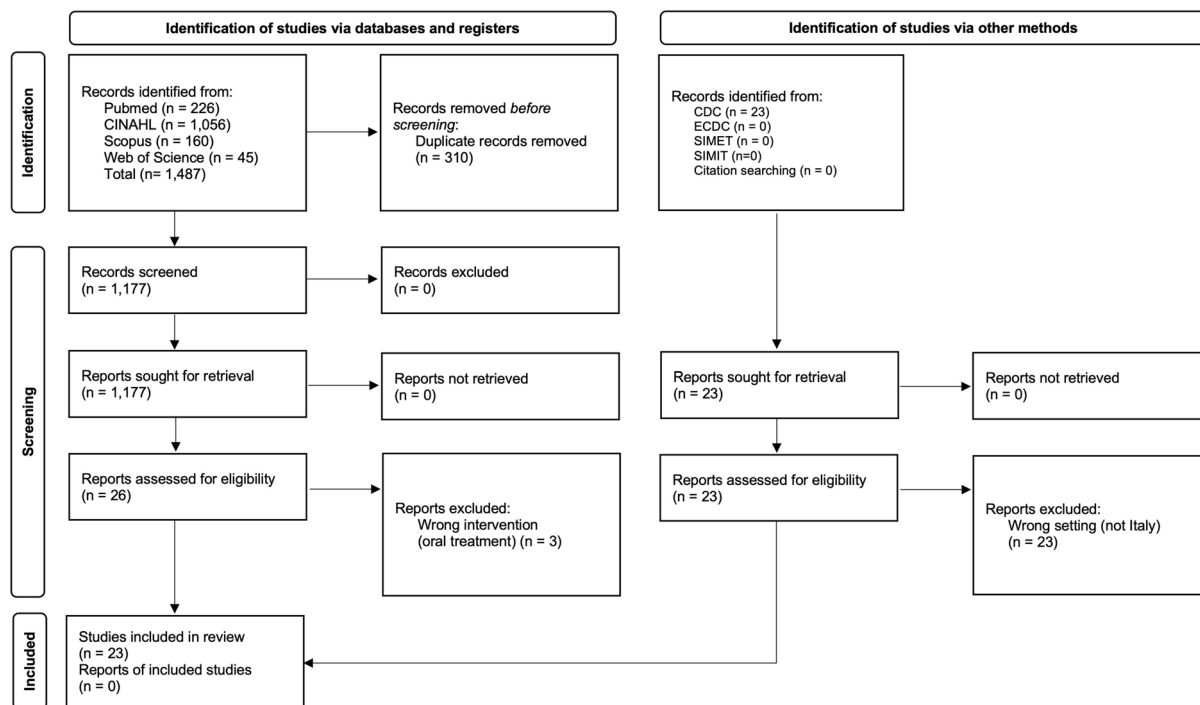 Identification of studies via databases and registers
Identification of studies via other methods
Identification
Records identified from:
Pubmed (n = 226)
CINAHL (n = 1,056)
Scopus (n = 160)
Web of Science (n = 45)
Total (n= 1,487)
Records removed before
screening:
Duplicate records removed
(n = 310)
Records identified from:
CDC (n = 23)
ECDC (n = 0)
SIMET (n = 0)
SIMIT (n=0)
Citation searching (n = 0)
Screening
Records screened
(n = 1,177)
Records excluded
(n = 0)
Reports sought for retrieval
(n = 1,177)
Reports not retrieved
(n = 0)
Reports sought for retrieval
(n = 23)
Reports not retrieved
(n = 0)
Reports assessed for eligibility
(n = 26)
Reports excluded:
Wrong intervention
(oral treatment) (n = 3)
Reports assessed for eligibility
(n = 23)
Reports excluded:
Wrong setting (not Italy)
(n = 23)
Included
Studies included in review
(n = 23)
Reports of included studies
(n = 0)